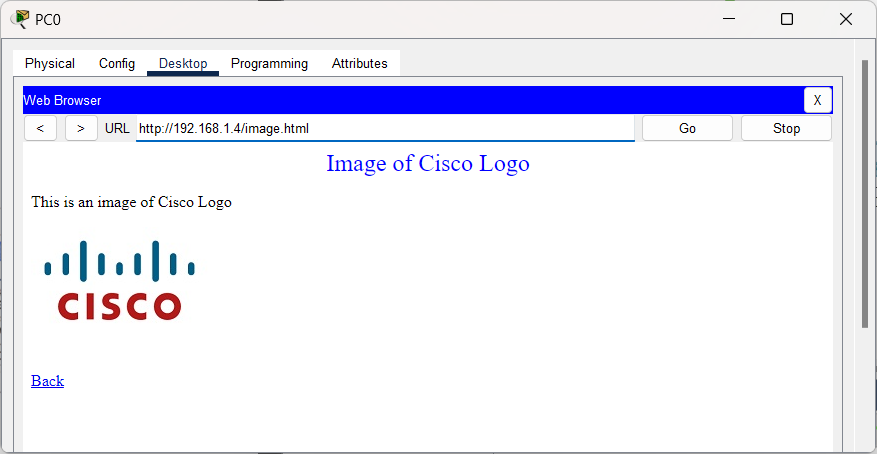 PC0
Physical Config Desktop Programming Attributes
Web Browser X
< > URL http://192.168.1.4/image.html Go Stop
Image of Cisco Logo
This is an image of Cisco Logo
CISCO
Back